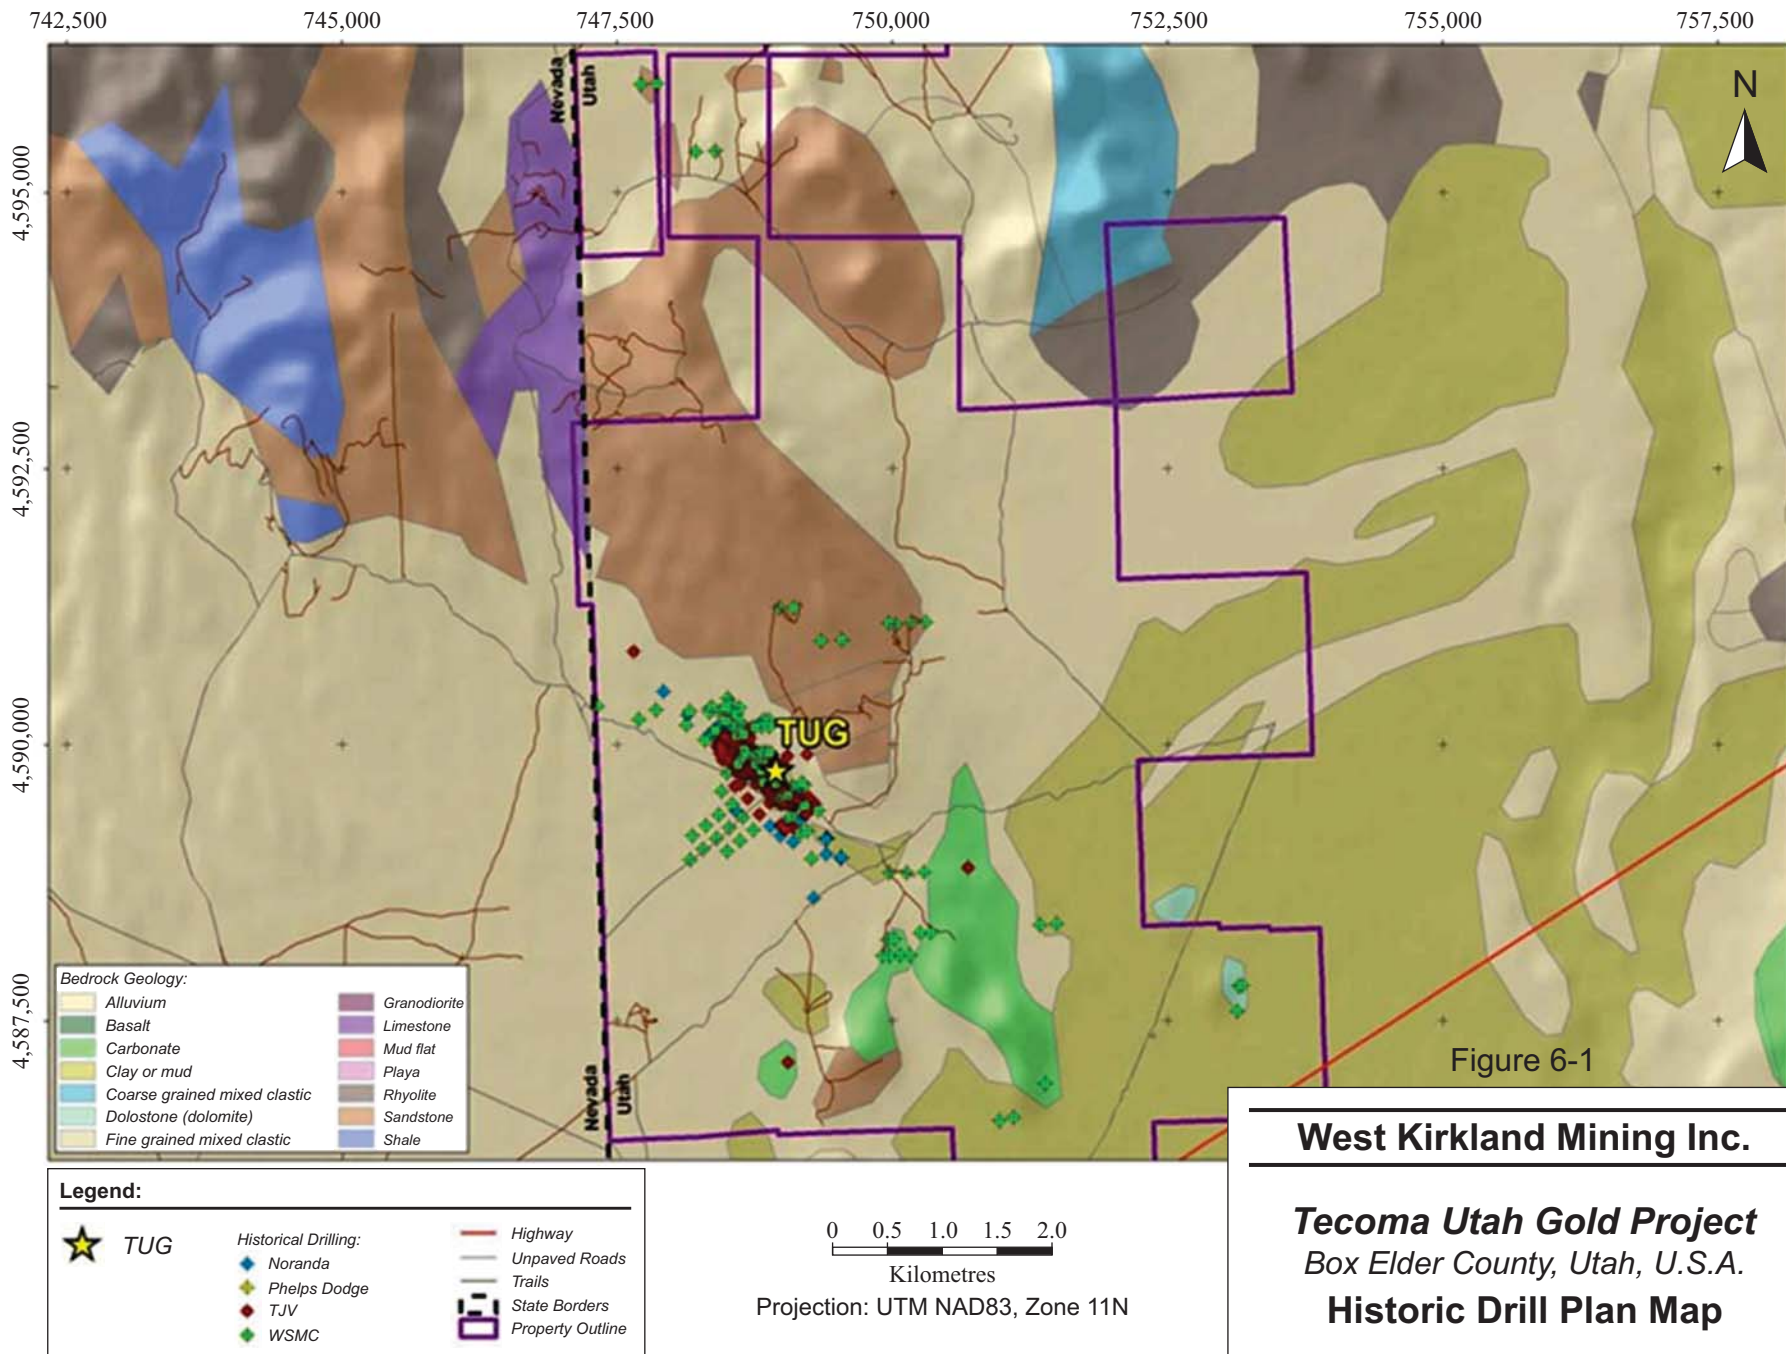 742,500 745,000 747,500 750,000 752,500 755,000 757,500
Nevada
Utah
N
4,595,000
4,592,500
4,590,000
4,587,500
TUG
Nevada
Utah
Bedrock Geology:
Alluvium
Basalt
Carbonate
Clay or mud
Coarse grained mixed clastic
Dolostone (dolomite)
Fine grained mixed clastic
Granodiorite
Limestone
Mud flat
Playa
Rhyolite
Sandstone
Shale
Figure 6-1
West Kirkland Mining Inc.
Tecoma Utah Gold Project
Box Elder County, Utah, U.S.A.
Historic Drill Plan Map
Legend:
TUG
Historical Drilling:
Noranda
Phelps Dodge
TJV
WSMC
Highway
Unpaved Roads
Trails
State Borders
Property Outline
0 0.5 1.0 1.5 2.0
Kilometres
Projection: UTM NAD83, Zone 11N